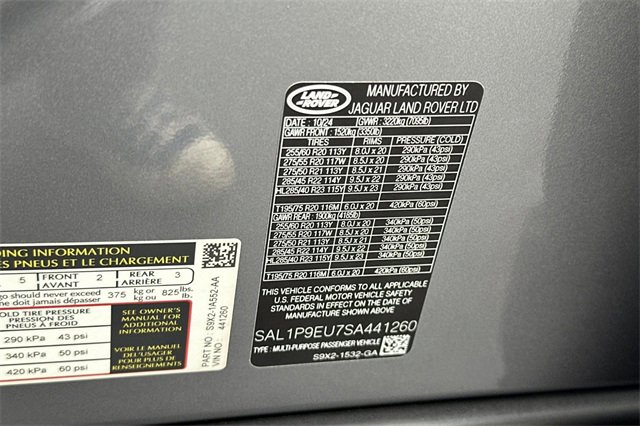 LAND
ROVER
MANUFACTURED BY
JAGUAR LAND ROVER LTD
DATE : 10/24 GVWR : 3220kg (7095lb)
GAWR FRONT : 1520kg (3350lb)
TIRES RIMS PRESSURE (COLD)
255/60 R20 113Y 8.0J x 20 290kPa (43psi)
275/55 R20 117W 8.0J x 20 290kPa (43psi)
275/50 R21 113Y 8.5J x 21 290kPa (43psi)
285/45 R22 114Y 9.5J x 22 290kPa (43psi)
HL285/40 R23 115Y 9.5J x 23 290kPa (43psi)
T195/75 R20 116M 6.0J x 20 420kPa (60psi)
GAWR REAR : 1900kg (4185lb)
255/60 R20 113Y 8.0J x 20 340kPa (50psi)
275/55 R20 117W 8.0J x 20 340kPa (50psi)
275/50 R21 113Y 8.5J x 21 340kPa (50psi)
285/45 R22 114Y 9.5J x 22 340kPa (50psi)
HL285/40 R23 115Y 9.5J x 23 340kPa (50psi)
T195/75 R20 116M 6.0J x 20 420kPa (60psi)
THIS VEHICLE CONFORMS TO ALL APPLICABLE
U.S. FEDERAL MOTOR VEHICLE SAFETY
STANDARDS IN EFFECT ON THE DATE OF
MANUFACTURE SHOWN ABOVE.
SAL1P9EU7SA441260
TYPE : MULTI-PURPOSE PASSENGER VEHICLE
S9X2-1532-GA
DING INFORMATION
ES PNEUS ET LE CHARGEMENT
5 FRONT AVANT 2 REAR ARRIÈRE 3
go should never exceed
mais dépasser 375 kg or kg ou 825 lbs. lb.
OLD TIRE PRESSURE
PNEUS À FROID
290 kPa 43 psi
340 kPa 50 psi
420 kPa 60 psi
SEE OWNER'S
MANUAL FOR
ADDITIONAL
INFORMATION
VOIR LE MANUEL
DE L'USAGER
POUR PLUS DE
RENSEIGNEMENTS
PART NO: S9X2-1A552-AA
VIN NO: 441260